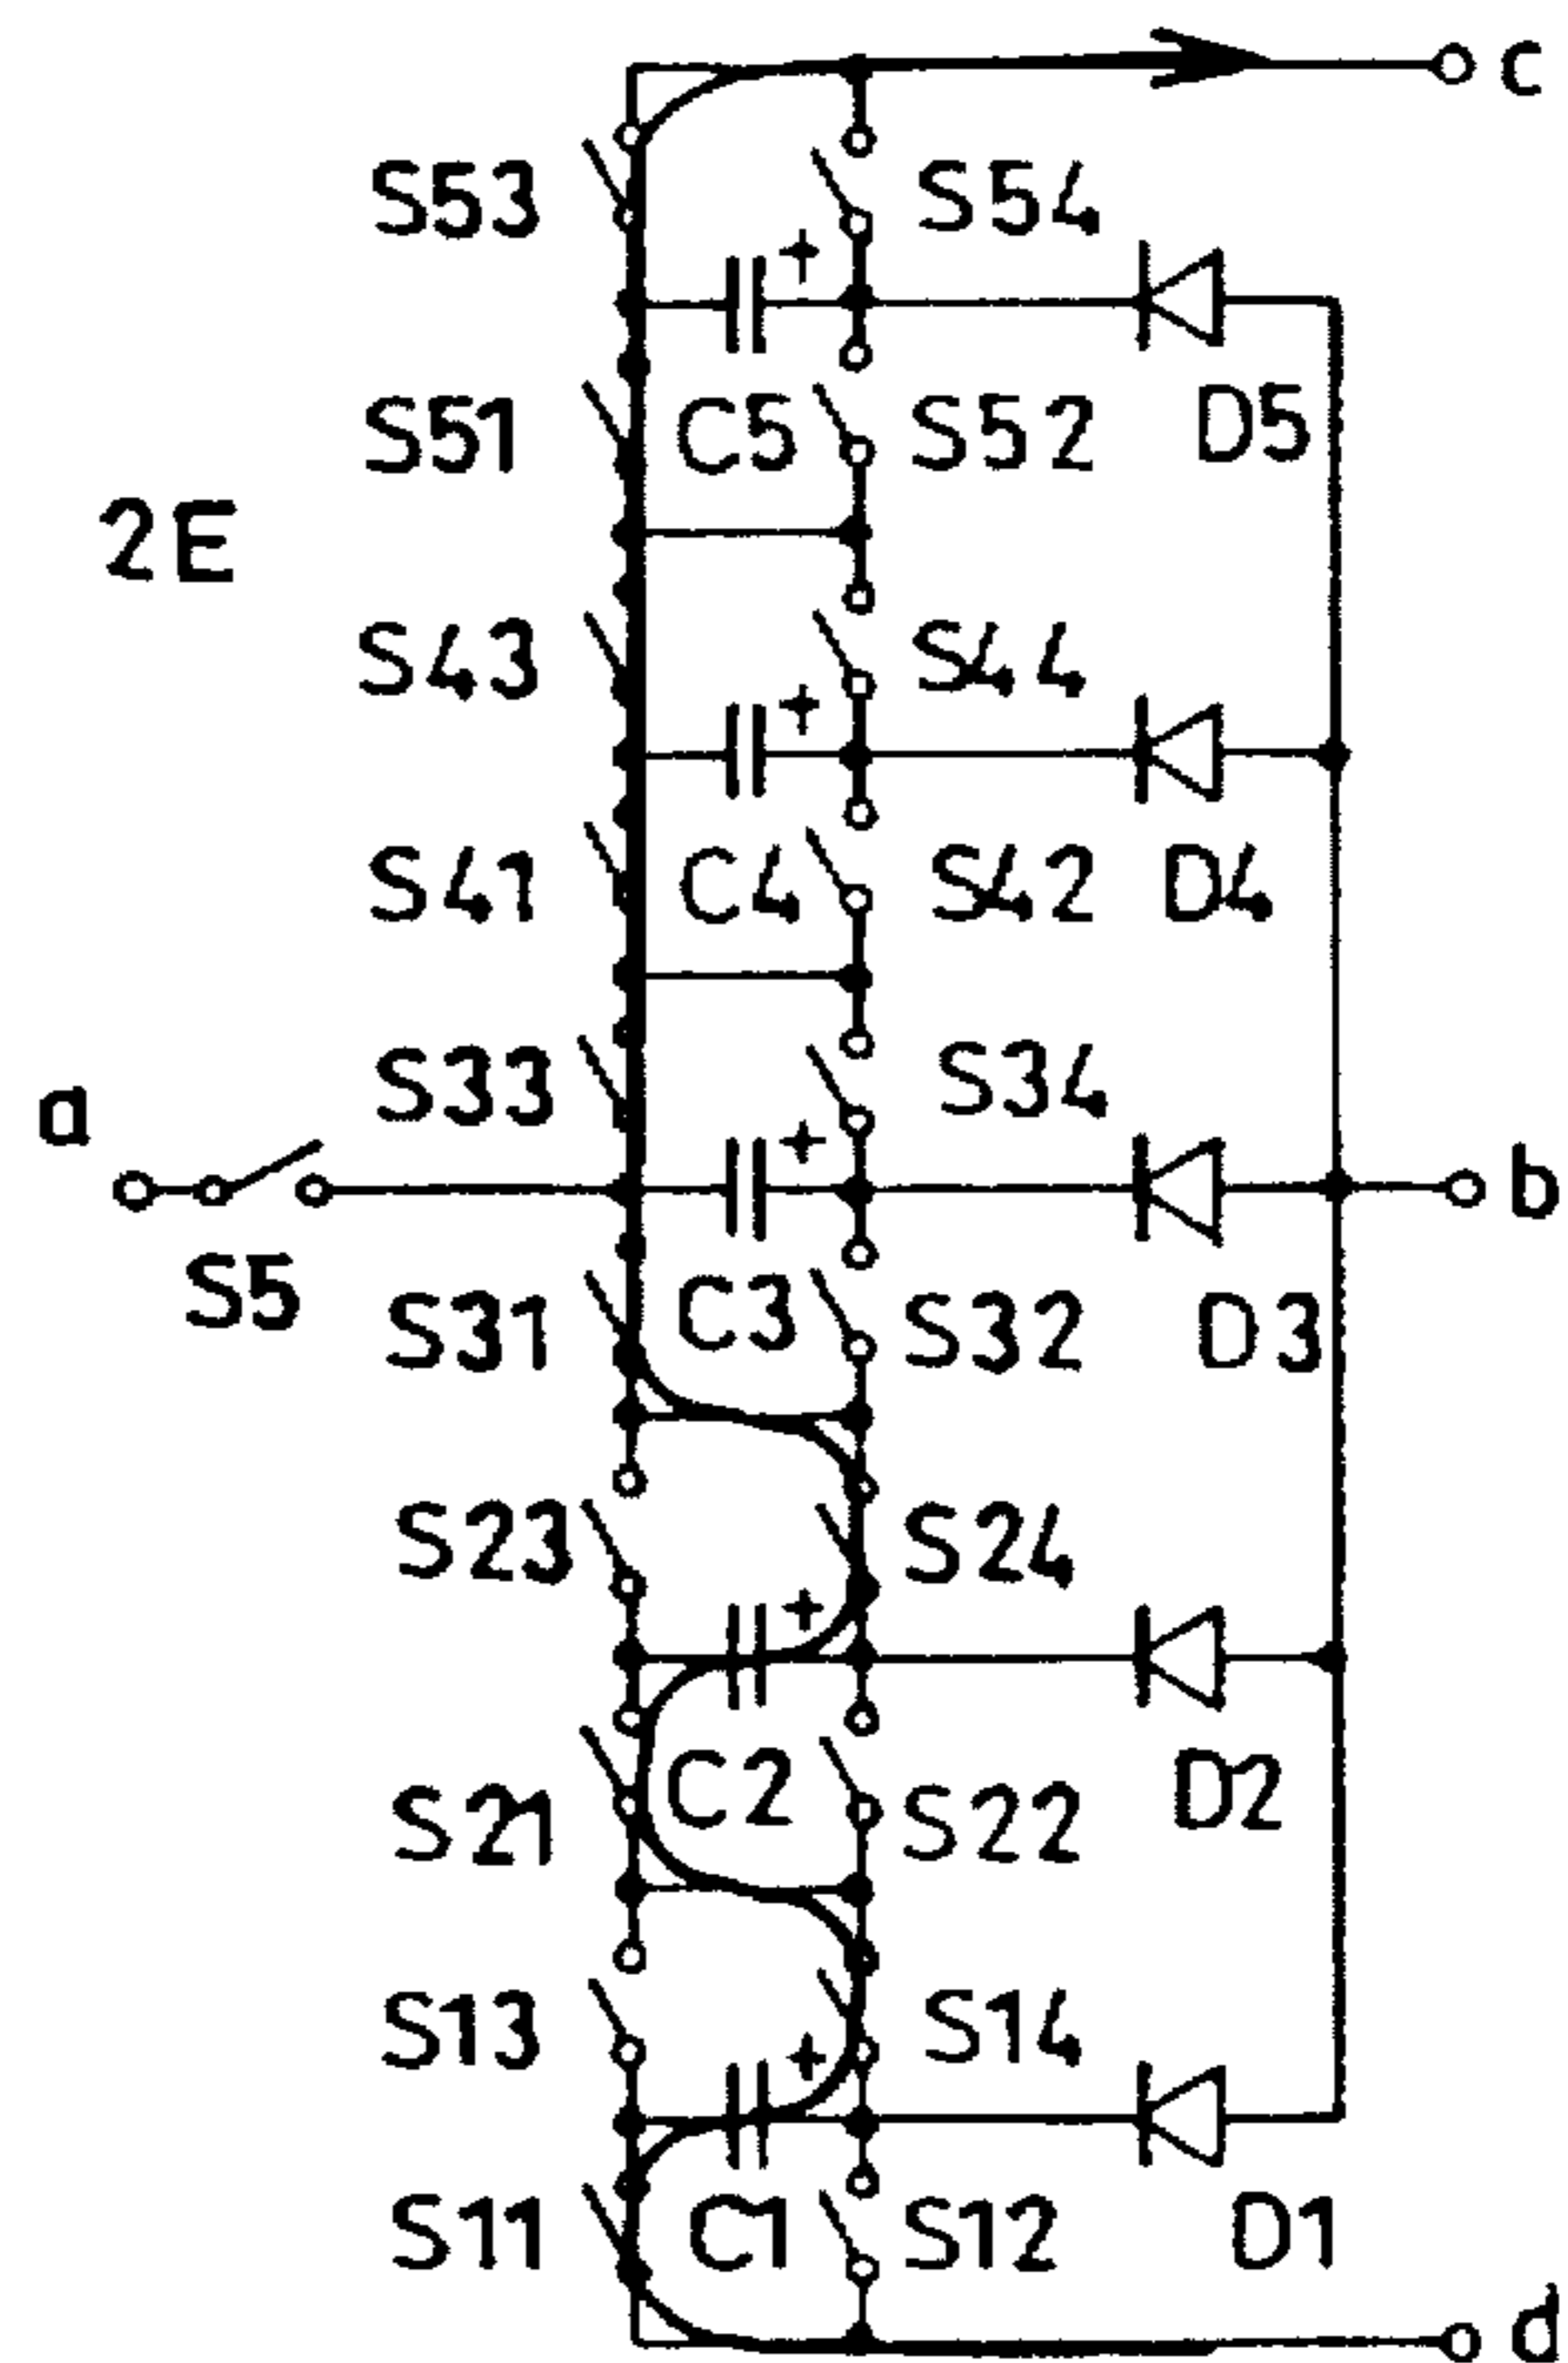 c
S53 + S54
S51 C5 S52 D5
2E
S43 S44
+
S41 C4 S42 D4
S33 S34
a + b
S5 S31 C3 S32 D3
S23 S24
+
S21 C2 S22 D2
S13 S14
+
S11 C1 S12 D1
d